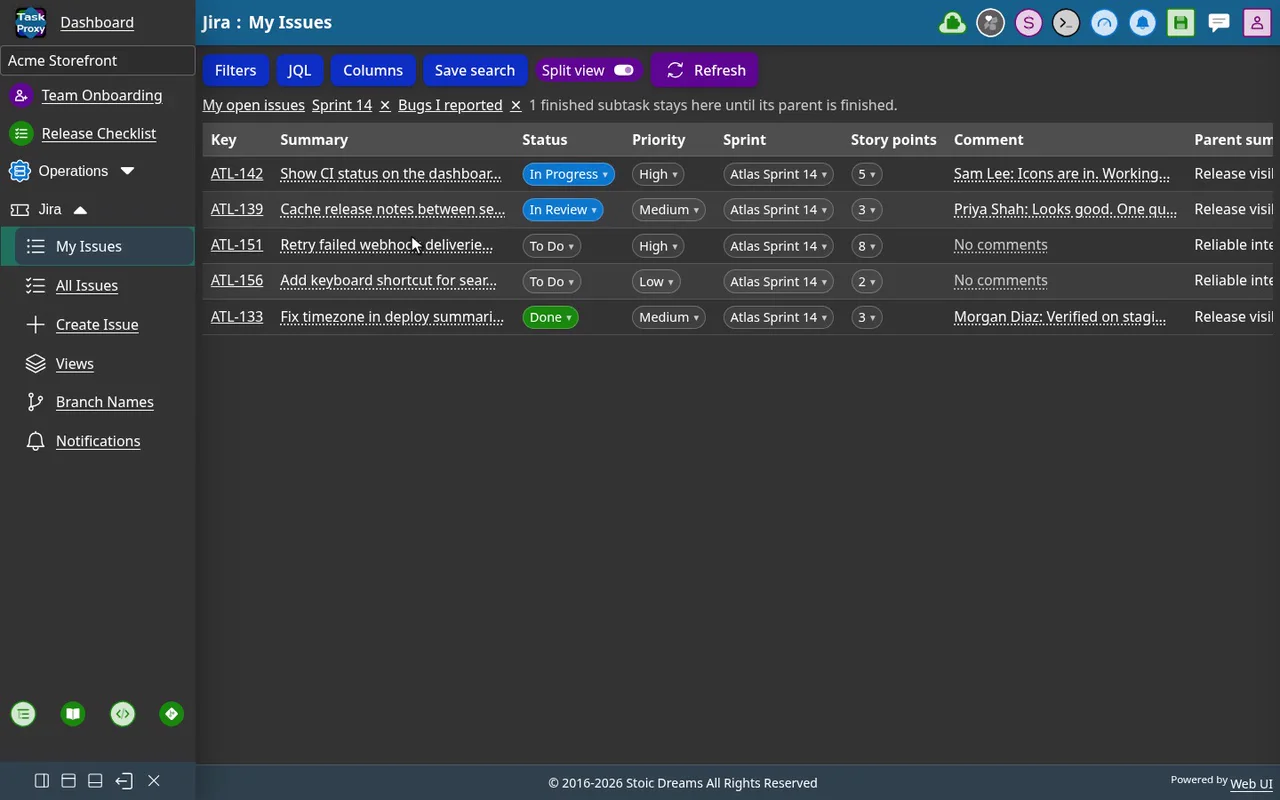 Task Proxy
Dashboard
Jira : My Issues
S
Acme Storefront
Team Onboarding
Release Checklist
Operations
Jira
My Issues
All Issues
Create Issue
Views
Branch Names
Notifications
Filters
JQL
Columns
Save search
Split view
Refresh
My open issues Sprint 14 × Bugs I reported × 1 finished subtask stays here until its parent is finished.
Key Summary Status Priority Sprint Story points Comment Parent sum
ATL-142 Show CI status on the dashboar... In Progress High Atlas Sprint 14 5 Sam Lee: Icons are in. Working... Release visil
ATL-139 Cache release notes between se... In Review Medium Atlas Sprint 14 3 Priya Shah: Looks good. One qu... Release visil
ATL-151 Retry failed webhook deliverie... To Do High Atlas Sprint 14 8 No comments Reliable inte
ATL-156 Add keyboard shortcut for sear... To Do Low Atlas Sprint 14 2 No comments Reliable inte
ATL-133 Fix timezone in deploy summari... Done Medium Atlas Sprint 14 3 Morgan Diaz: Verified on stagi... Release visil
© 2016-2026 Stoic Dreams All Rights Reserved
Powered by Web UI